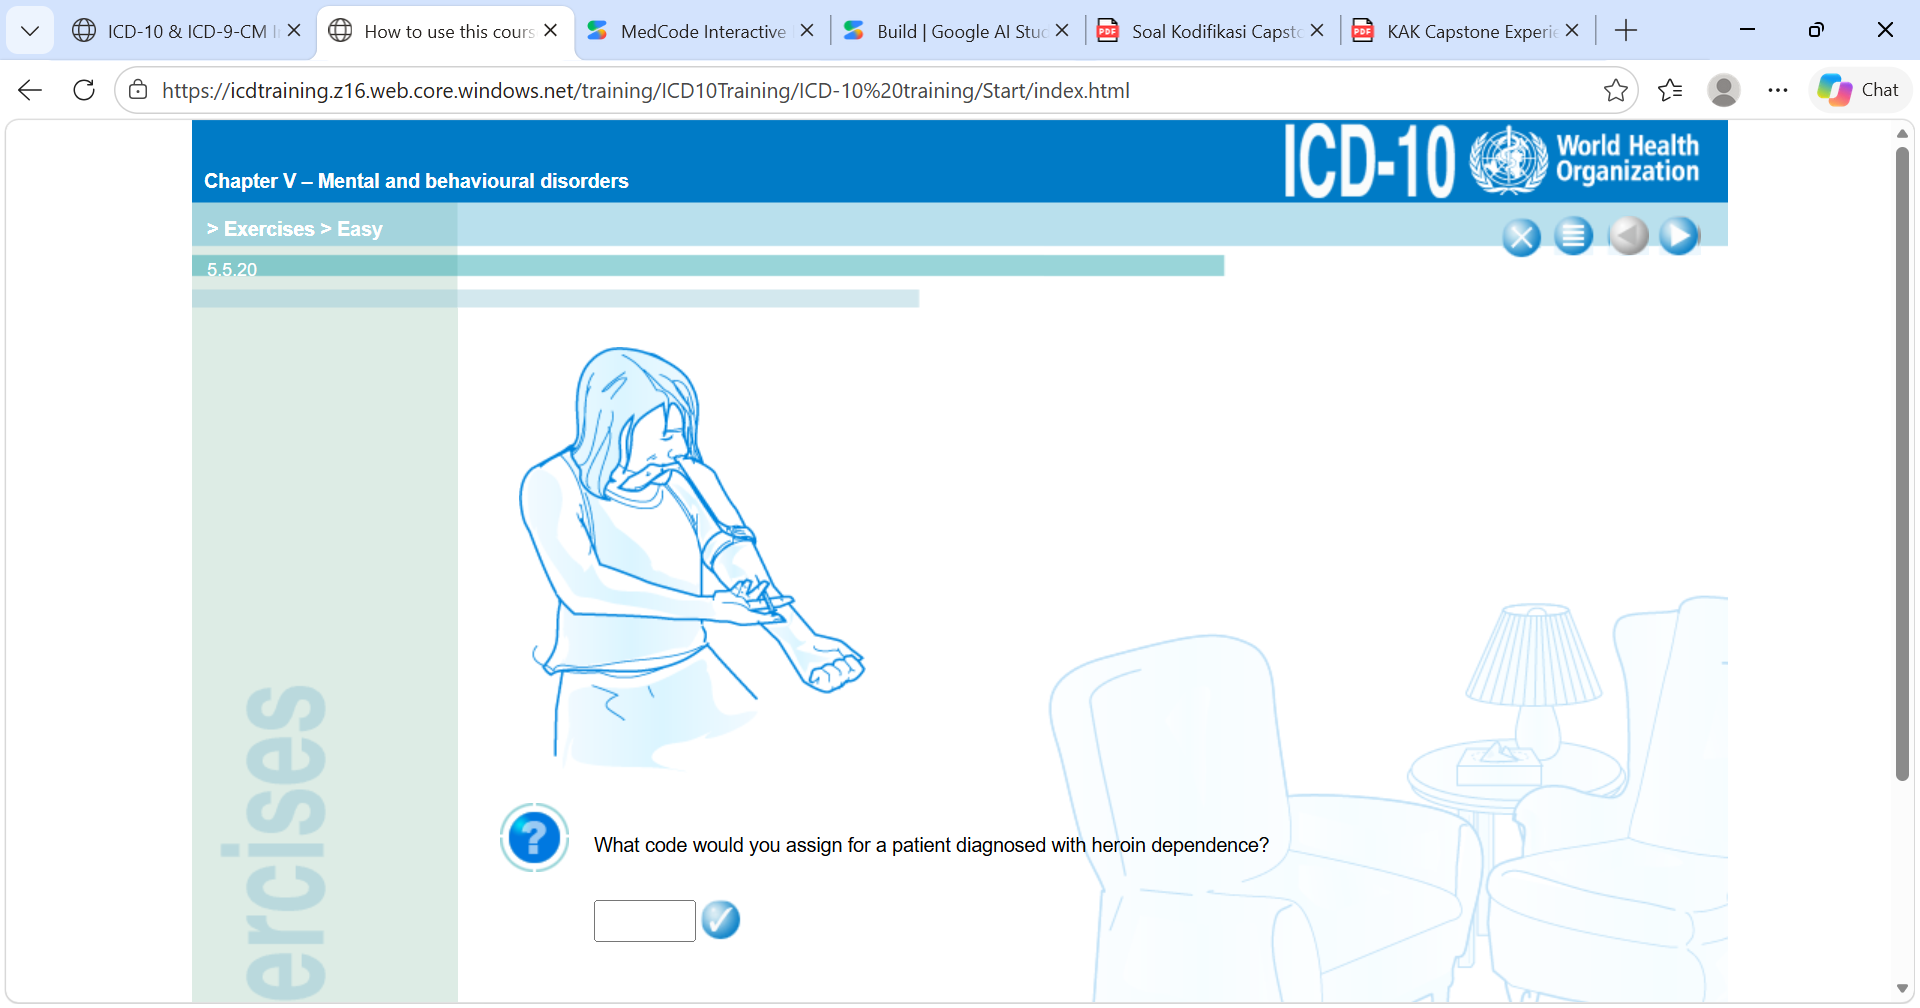 ICD-10 & ICD-9-CM I
How to use this cours
MedCode Interactive
Build | Google AI Stud
Soal Kodifikasi Capsto
KAK Capstone Experie
https://icdtraining.z16.web.core.windows.net/training/ICD10Training/ICD-10%20training/Start/index.html
Chat
ICD-10
World Health
Organization
Chapter V – Mental and behavioural disorders
> Exercises > Easy
5.5.20
ercises
?
What code would you assign for a patient diagnosed with heroin dependence?